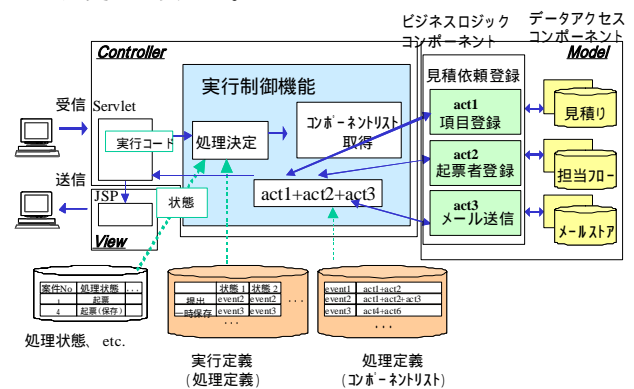 ビジネスロジック
コンポーネント
データアクセス
コンポーネント
Controller
Model
実行制御機能
見積依頼登録
受信
Servlet
実行コード
処理決定
コンポーネントリスト
取得
act1
項目登録
見積り
act2
起票者登録
担当フロー
送信
JSP
状態
act1+act2+act3
act3
メール送信
メールストア
View
案件No 処理状態 ...
1 起票
4 起票(保存)
処理状態、etc.
状態1 状態2
提出 event2 event2 ...
一時保存 event3 event3
...
実行定義
(処理定義)
event1 act1+act2
event2 act1+act2+act3
event3 act4+act6
...
処理定義
(コンポーネントリスト)